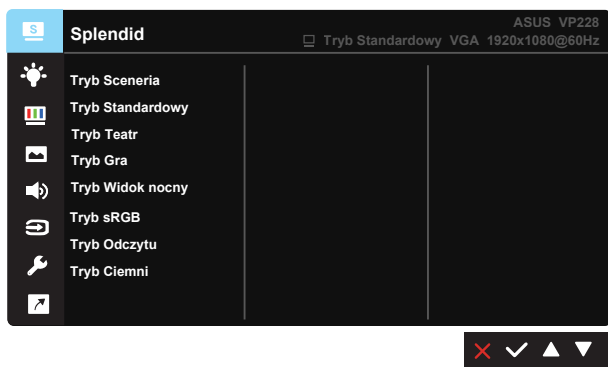 S
Splendid
ASUS VP228
Tryb Standardowy VGA 1920x1080@60Hz
Tryb Sceneria
Tryb Standardowy
Tryb Teatr
Tryb Gra
Tryb Widok nocny
Tryb sRGB
Tryb Odczytu
Tryb Ciemni